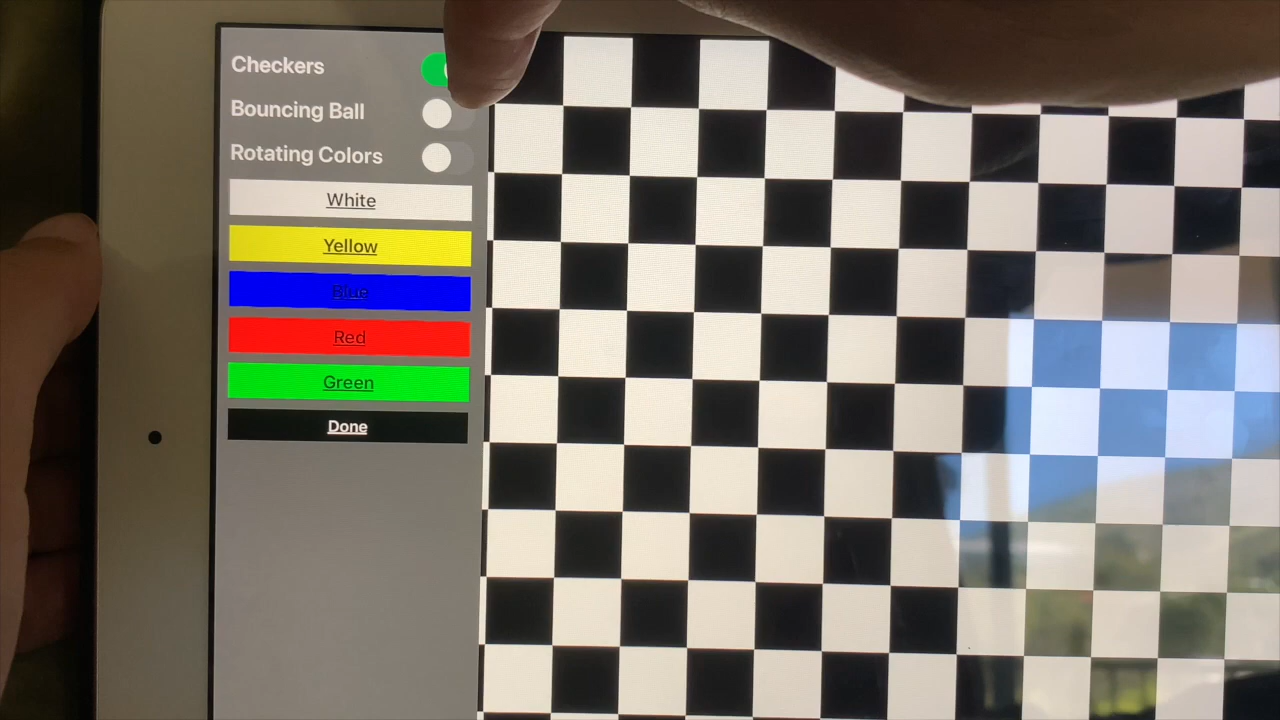 Checkers
Bouncing Ball
Rotating Colors
White
Yellow
Blue
Red
Green
Done